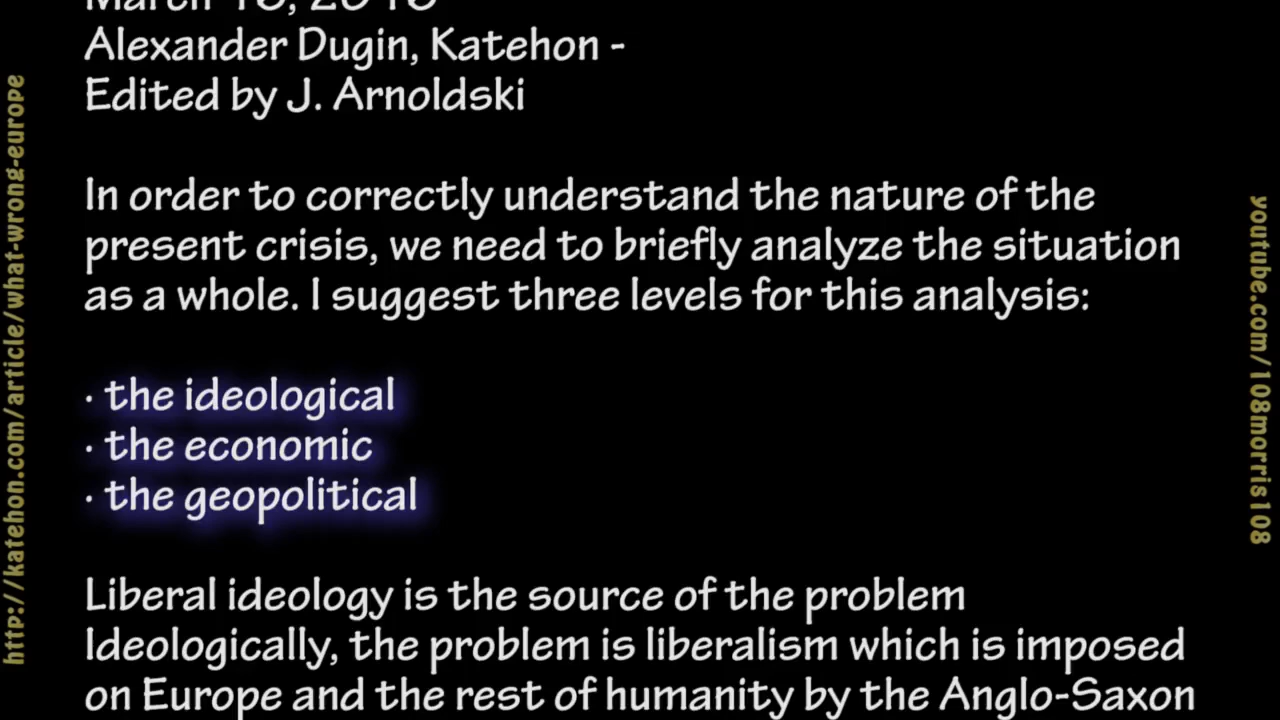 March 10, 2016
Alexander Dugin, Katehon -
Edited by J. Arnoldski
In order to correctly understand the nature of the
present crisis, we need to briefly analyze the situation
as a whole. I suggest three levels for this analysis:
· the ideological
· the economic
· the geopolitical
Liberal ideology is the source of the problem
Ideologically, the problem is liberalism which is imposed
on Europe and the rest of humanity by the Anglo-Saxon
http://katehon.com/article/what-wrong-europe
youtube.com/108morris108